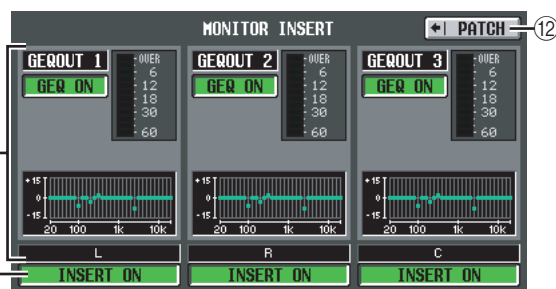 MONITOR INSERT
PATCH
⑫
GEQOUT 1
GEQ ON
OVER
6
12
18
30
60
+15
0
-15
20 100 1k 10k
L
INSERT ON
GEQOUT 2
GEQ ON
OVER
6
12
18
30
60
+15
0
-15
20 100 1k 10k
R
INSERT ON
GEQOUT 3
GEQ ON
OVER
6
12
18
30
60
+15
0
-15
20 100 1k 10k
C
INSERT ON